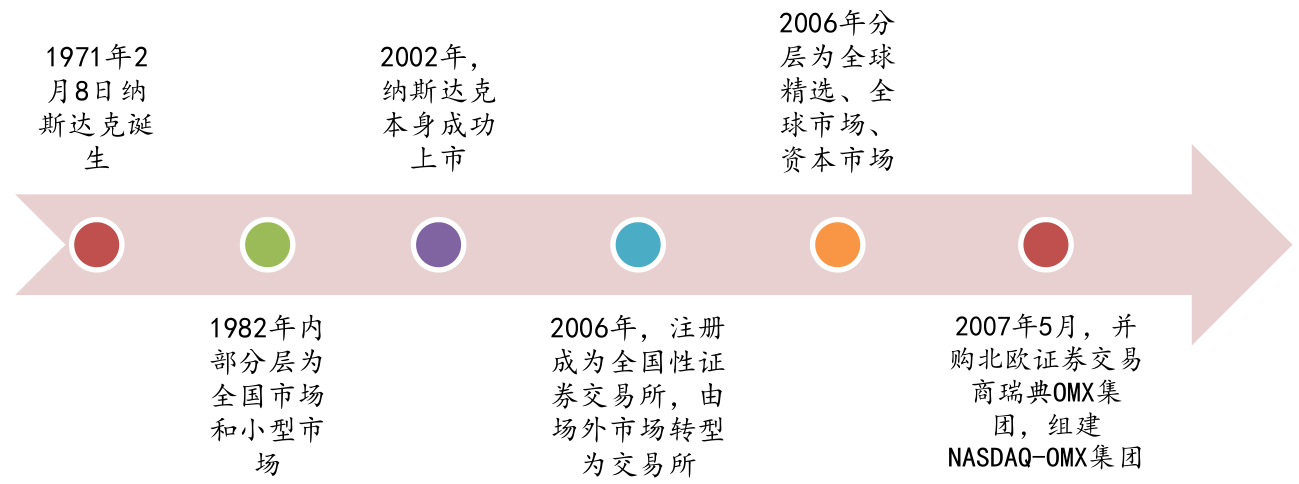 1971年2
月8日纳
斯达克诞
生
1982年内
部分层为
全国市场
和小型市
场
2002年，
纳斯达克
本身成功
上市
2006年，注册
成为全国性证
券交易所，由
场外市场转型
为交易所
2006年分
层为全球
精选、全
球市场、
资本市场
2007年5月，并
购北欧证券交易
商瑞典OMX集
团，组建
NASDAQ-OMX集团